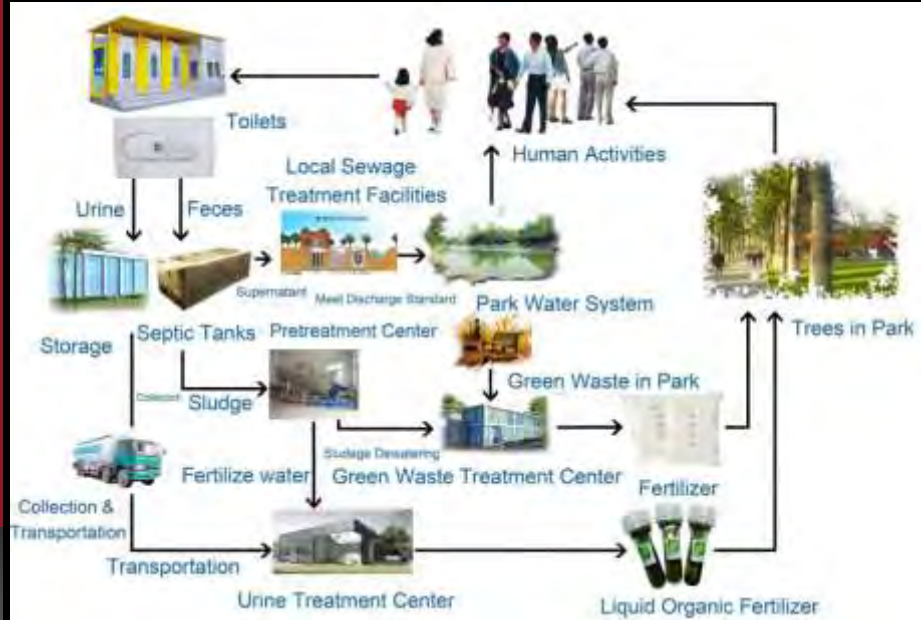 Toilets
Human Activities
Local Sewage
Treatment Facilities
Urine
Feces
Supernatant
Meet Discharge Standard
Park Water System
Trees in Park
Storage
Septic Tanks
Pretreatment Center
Green Waste in Park
Sludge
Sludage Dewatering
Fertilize water
Green Waste Treatment Center
Fertilizer
Collection &
Transportation
Transportation
Urine Treatment Center
Liquid Organic Fertilizer